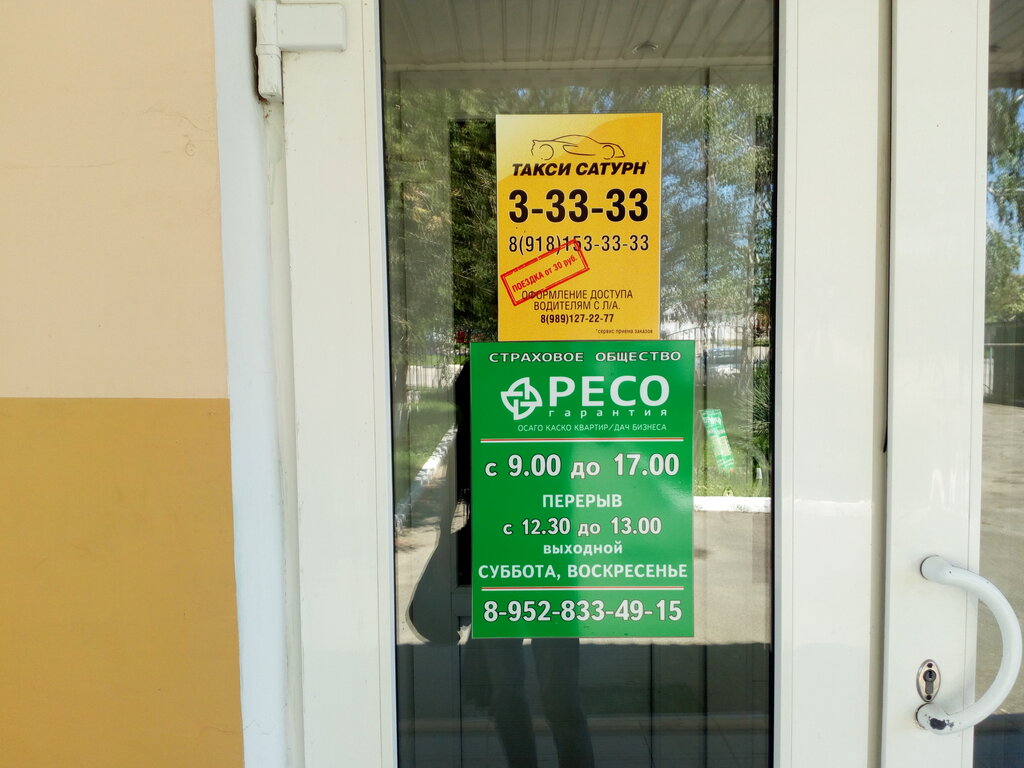 ТАКСИ САТУРН
3-33-33
8(918)153-33-33
ПОЕЗДКА от 30 руб.
ОФОРМЛЕНИЕ ДОСТУПА
ВОДИТЕЛЯМ С Л/А.
8(989)127-22-77
*сервис приема заказов
СТРАХОВОЕ ОБЩЕСТВО
РЕСО
гарантия
ОСАГО КАСКО КВАРТИР/ДАЧ БИЗНЕСА
с 9.00 до 17.00
ПЕРЕРЫВ
с 12.30 до 13.00
выходной
СУББОТА, ВОСКРЕСЕНЬЕ
8-952-833-49-15